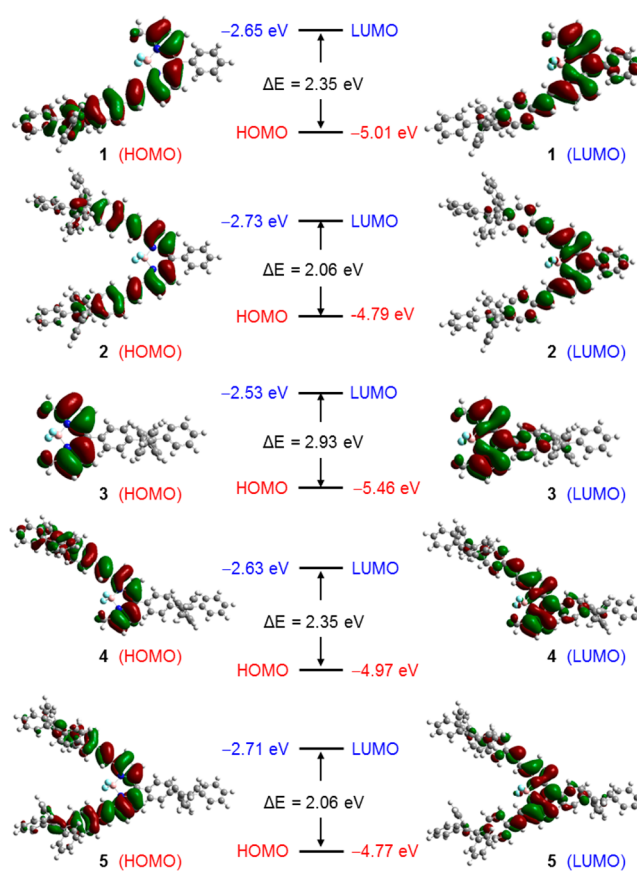 −2.65 eV LUMO
ΔE = 2.35 eV
HOMO −5.01 eV
1 (HOMO) 1 (LUMO)
−2.73 eV LUMO
ΔE = 2.06 eV
HOMO -4.79 eV
2 (HOMO) 2 (LUMO)
−2.53 eV LUMO
ΔE = 2.93 eV
HOMO −5.46 eV
3 (HOMO) 3 (LUMO)
−2.63 eV LUMO
ΔE = 2.35 eV
HOMO −4.97 eV
4 (HOMO) 4 (LUMO)
−2.71 eV LUMO
ΔE = 2.06 eV
HOMO −4.77 eV
5 (HOMO) 5 (LUMO)